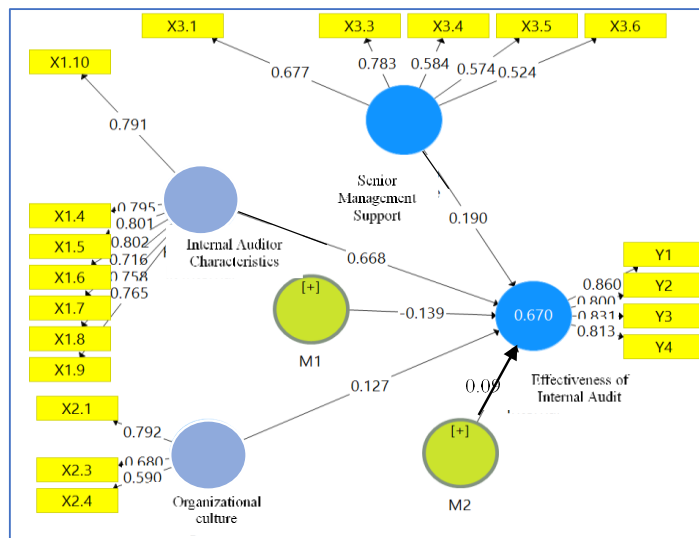 X3.1
X3.3
X3.4
X3.5
X3.6
X1.10
0.783
0.584
0.574
0.524
0.677
0.791
Senior
Management
Support
X1.4
0.795
0.801
X1.5
0.802
X1.6
0.716
0.758
X1.7
0.765
X1.8
X1.9
Internal Auditor
Characteristics
0.190
0.668
[+]
M1
-0.139
0.670
0.860
0.800
0.831
0.813
Y1
Y2
Y3
Y4
Effectiveness of
Internal Audit
0.127
0.09
X2.1
0.792
X2.3
0.680
0.590
X2.4
Organizational
culture
[+]
M2